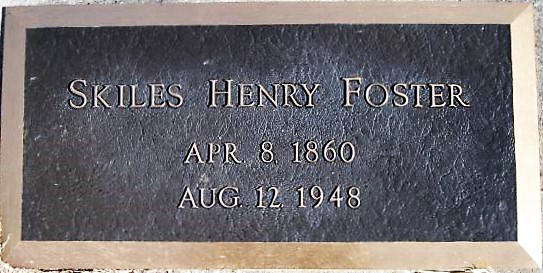 SKILES HENRY FOSTER
APR. 8, 1860
AUG. 12, 1948